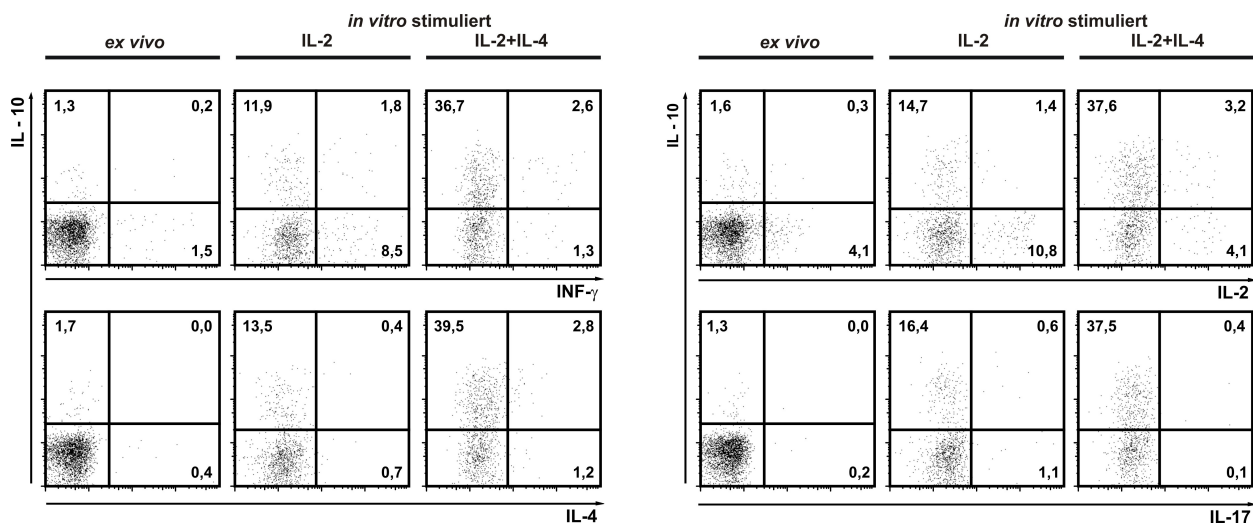 in vitro stimuliert
ex vivo IL-2 IL-2+IL-4
IL - 10
1,3 0,2 11,9 1,8 36,7 2,6
1,5 8,5 1,3
INF-γ
1,7 0,0 13,5 0,4 39,5 2,8
0,4 0,7 1,2
IL-4
in vitro stimuliert
ex vivo IL-2 IL-2+IL-4
IL - 10
1,6 0,3 14,7 1,4 37,6 3,2
4,1 10,8 4,1
IL-2
1,3 0,0 16,4 0,6 37,5 0,4
0,2 1,1 0,1
IL-17